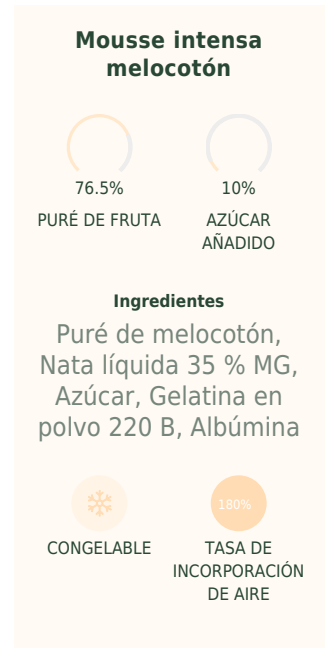 Mousse intensa
melocotón
76.5%
PURÉ DE FRUTA
10%
AZÚCAR
AÑADIDO
Ingredientes
Puré de melocotón,
Nata líquida 35 % MG,
Azúcar, Gelatina en
polvo 220 B, Albúmina
CONGELABLE
180%
TASA DE
INCORPORACIÓN
DE AIRE